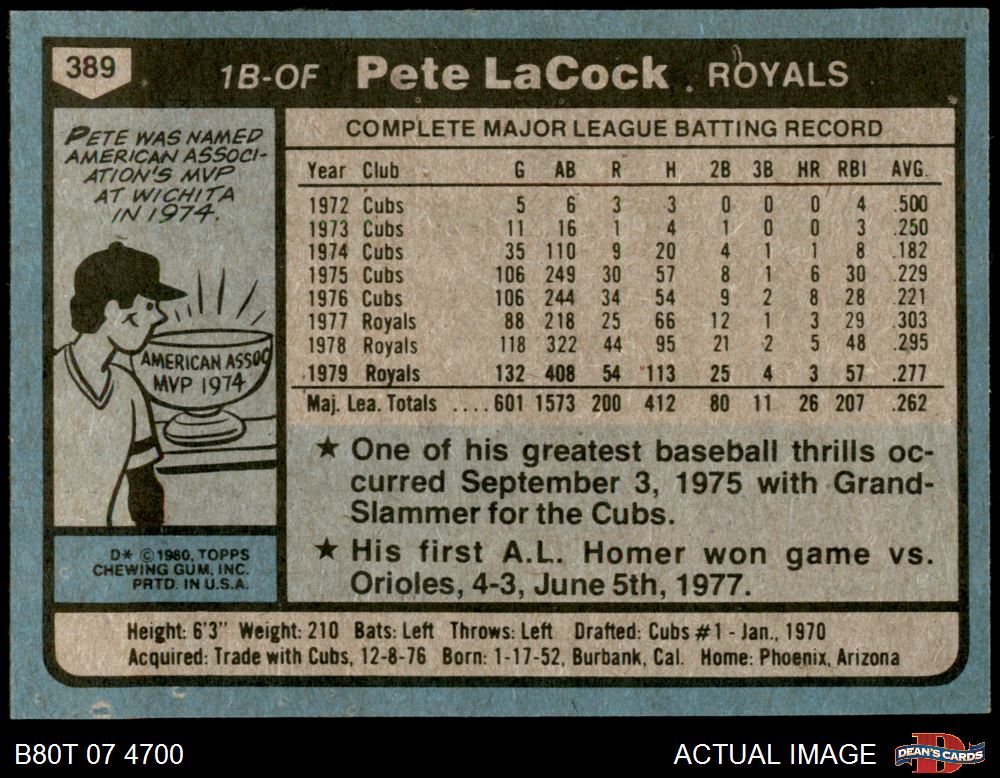 389
1B-OF Pete LaCock ROYALS
PETE WAS NAMED
AMERICAN ASSOCI-
ATION'S MVP
AT WICHITA
IN 1974.
AMERICAN ASSOC
MVP 1974
D* © 1980, TOPPS
CHEWING GUM, INC.
PRTD. IN U.S.A.
COMPLETE MAJOR LEAGUE BATTING RECORD
Year Club G AB R H 2B 3B HR RBI AVG.
1972 Cubs 5 6 3 3 0 0 0 4 .500
1973 Cubs 11 16 1 4 1 0 0 3 .250
1974 Cubs 35 110 9 20 4 1 1 8 .182
1975 Cubs 106 249 30 57 8 1 6 30 .229
1976 Cubs 106 244 34 54 9 2 8 28 .221
1977 Royals 88 218 25 66 12 1 3 29 .303
1978 Royals 118 322 44 95 21 2 5 48 .295
1979 Royals 132 408 54 113 25 4 3 57 .277
Maj. Lea. Totals ....601 1573 200 412 80 11 26 207 .262
★ One of his greatest baseball thrills oc-
curred September 3, 1975 with Grand-
Slammer for the Cubs.
★ His first A.L. Homer won game vs.
Orioles, 4-3, June 5th, 1977.
Height: 6'3" Weight: 210 Bats: Left Throws: Left Drafted: Cubs #1 - Jan., 1970
Acquired: Trade with Cubs, 12-8-76 Born: 1-17-52, Burbank, Cal. Home: Phoenix, Arizona
B80T 07 4700
ACTUAL IMAGE
DEAN'S CARDS